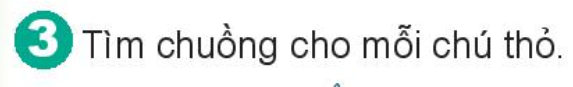 3 Tìm chuồng cho mỗi chú thỏ.